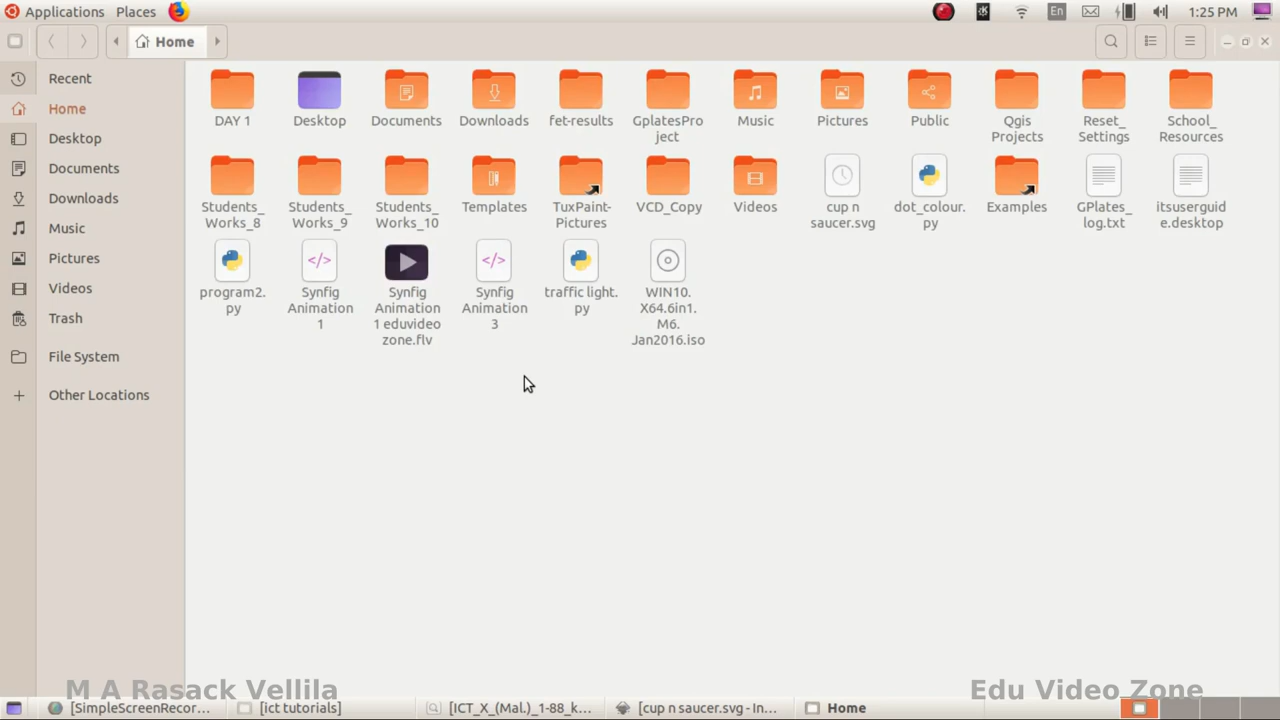 Applications Places En 1:25 PM
Home
Recent
Home
Desktop
Documents
Downloads
Music
Pictures
Videos
Trash
File System
Other Locations
DAY 1
Desktop
Documents
Downloads
fet-results
GplatesPro
ject
Music
Pictures
Public
Qgis
Projects
Reset_
Settings
School_
Resources
Students_
Works_8
Students_
Works_9
Students_
Works_10
Templates
TuxPaint-
Pictures
VCD_Copy
Videos
cup n
saucer.svg
dot_colour.
py
Examples
GPlates_
log.txt
itsuserguid
e.desktop
program2.
py
Synfig
Animation
1
Synfig
Animation
1 eduvideo
zone.flv
Synfig
Animation
3
traffic light.
py
WIN10.
X64.6in1.
M6.
Jan2016.iso
M A Rasack Vellila
Edu Video Zone
[SimpleScreenRecor... [ict tutorials] [ICT_X_(Mal.)_1-88_k... [cup n saucer.svg - In... Home